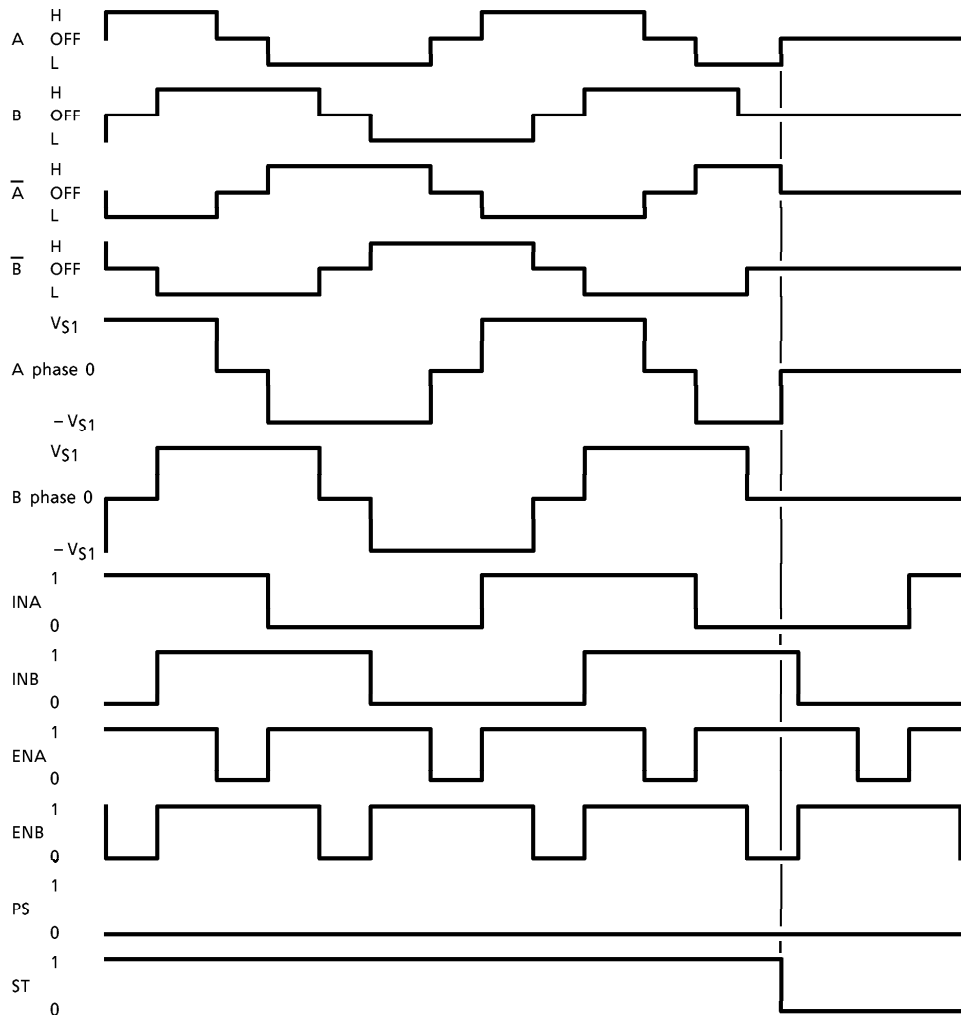 H
A OFF
L
H
B OFF
L
H
A̅ OFF
L
H
B̅ OFF
L
VS1
A phase 0
−VS1
VS1
B phase 0
−VS1
1
INA
0
1
INB
0
1
ENA
0
1
ENB
0
1
PS
0
1
ST
0